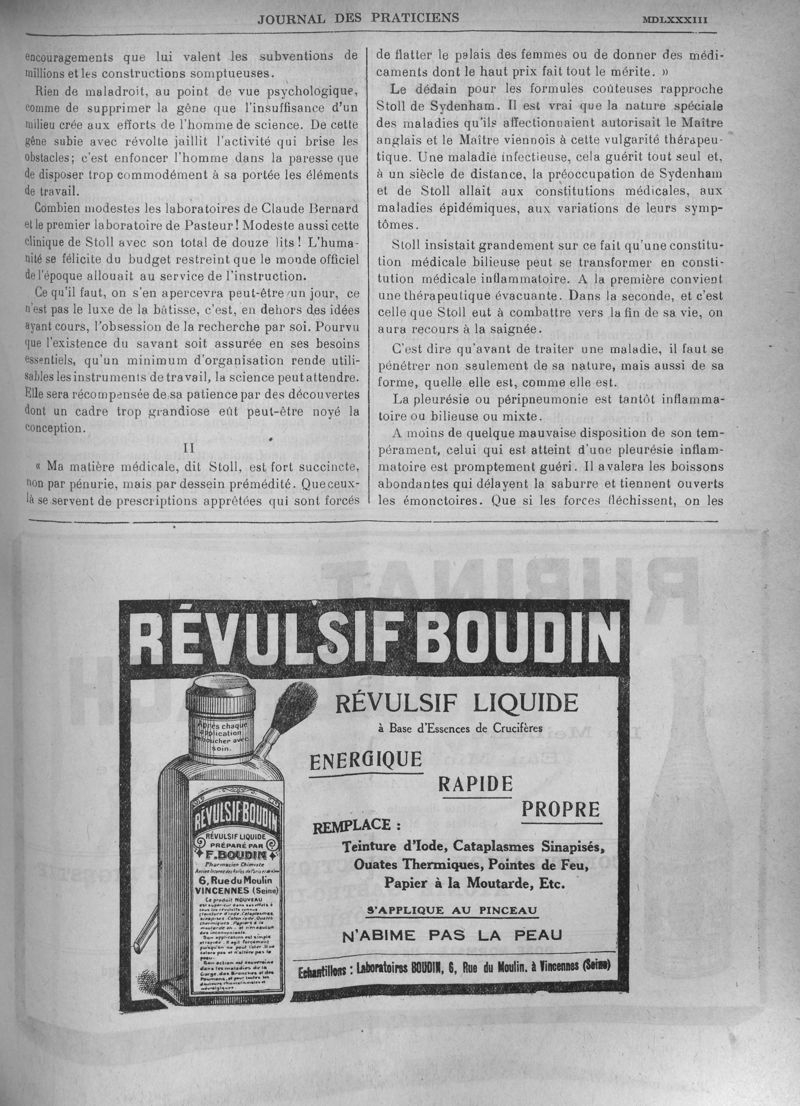 JOURNAL DES PRATICIENS
MDLXXXIII
encouragements que lui valent les subventions de
millions et les constructions somptueuses.
Rien de maladroit, au point de vue psychologique,
comme de supprimer la gêne que l'insuffisance d'un
milieu crée aux efforts de l'homme de science. De cette
gêne subie avec révolte jaillit l'activité qui brise les
obstacles; c'est enfoncer l'homme dans la paresse que
de disposer trop commodément à sa portée les éléments
de travail.
Combien modestes les laboratoires de Claude Bernard
et le premier laboratoire de Pasteur! Modeste aussi cette
clinique de Stoll avec son total de douze lits! L'huma-
nité se félicite du budget restreint que le monde officiel
de l'époque allouait au service de l'instruction.
Ce qu'il faut, on s'en apercevra peut-être un jour, ce
n'est pas le luxe de la bâtisse, c'est, en dehors des idées
ayant cours, l'obsession de la recherche par soi. Pourvu
que l'existence du savant soit assurée en ses besoins
essentiels, qu'un minimum d'organisation rende utili-
sables les instruments de travail, la science peut attendre.
Elle sera récompensée de sa patience par des découvertes
dont un cadre trop grandiose eût peut-être noyé la
conception.
II
« Ma matière médicale, dit Stoll, est fort succincte,
non par pénurie, mais par dessein prémédité. Que ceux-
là se servent de prescriptions apprêtées qui sont forcés
de flatter le palais des femmes ou de donner des médi-
caments dont le haut prix fait tout le mérite. »
Le dédain pour les formules coûteuses rapproche
Stoll de Sydenham. Il est vrai que la nature spéciale
des maladies qu'ils affectionnaient autorisait le Maître
anglais et le Maître viennois à cette vulgarité thérapeu-
tique. Une maladie infectieuse, cela guérit tout seul et,
à un siècle de distance, la préoccupation de Sydenham
et de Stoll allait aux constitutions médicales, aux
maladies épidémiques, aux variations de leurs symp-
tômes.
Stoll insistait grandement sur ce fait qu'une constitu-
tion médicale bilieuse peut se transformer en consti-
tution médicale inflammatoire. A la première convient
une thérapeutique évacuante. Dans la seconde, et c'est
celle que Stoll eut à combattre vers la fin de sa vie, on
aura recours à la saignée.
C'est dire qu'avant de traiter une maladie, il faut se
pénétrer non seulement de sa nature, mais aussi de sa
forme, quelle elle est, comme elle est.
La pleurésie ou péripneumonie est tantôt inflamma-
toire ou bilieuse ou mixte.
A moins de quelque mauvaise disposition de son tem-
pérament, celui qui est atteint d'une pleurésie inflam-
matoire est promptement guéri. Il avalera les boissons
abondantes qui délayent la saburre et tiennent ouverts
les émonctoires. Que si les forces fléchissent, on les
RÉVULSIF BOUDIN
RÉVULSIF LIQUIDE
à Base d'Essences de Crucifères
ENERGIQUE
RAPIDE
PROPRE
REMPLACE :
Teinture d'Iode, Cataplasmes Sinapisés,
Ouates Thermiques, Pointes de Feu,
Papier à la Moutarde, Etc.
S'APPLIQUE AU PINCEAU
N'ABIME PAS LA PEAU
Echantillons : Laboratoires BOUDIN, 6, Rue du Moulin. à Vincennes (Seine)
Après chaque
application
reboucher avec
soin.
RÉVULSIF BOUDIN
RÉVULSIF LIQUIDE
PRÉPARÉ PAR
F. BOUDIN
Pharmacien Chimiste
6, Rue du Moulin
VINCENNES (Seine)
Ce produit NOUVEAU